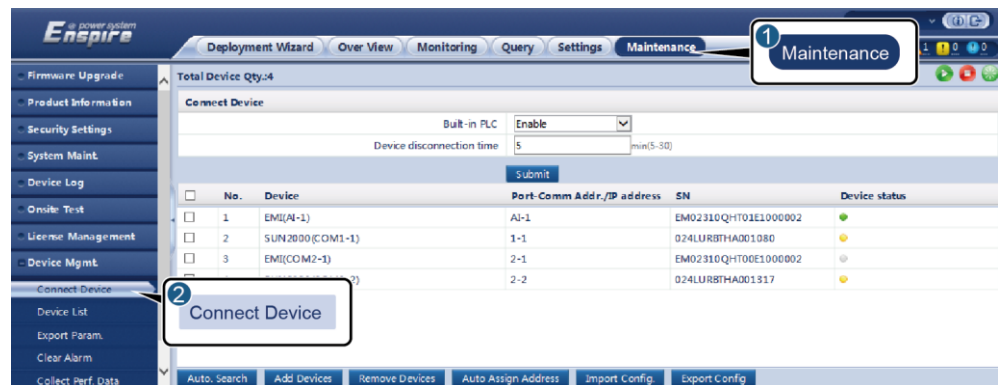 power system
Enspire
Deployment Wizard Over View Monitoring Query Settings Maintenance
1 Maintenance
1 0 0
Firmware Upgrade
Product Information
Security Settings
System Maint.
Device Log
Onsite Test
License Management
Device Mgmt.
Connect Device
Device List
Export Param.
Clear Alarm
Collect Perf. Data
Total Device Qty.:4
Connect Device
Built-in PLC Enable
Device disconnection time 5 min(5-30)
Submit
No. Device Port-Comm Addr./IP address SN Device status
1 EMI(AI-1) AI-1 EM02310QHT01E1000002
2 SUN2000(COM1-1) 1-1 024LURBTHA001080
3 EMI(COM2-1) 2-1 EM02310QHT00E1000002
2-2 024LURBTHA001317
2 Connect Device
Auto. Search Add Devices Remove Devices Auto Assign Address Import Config. Export Config